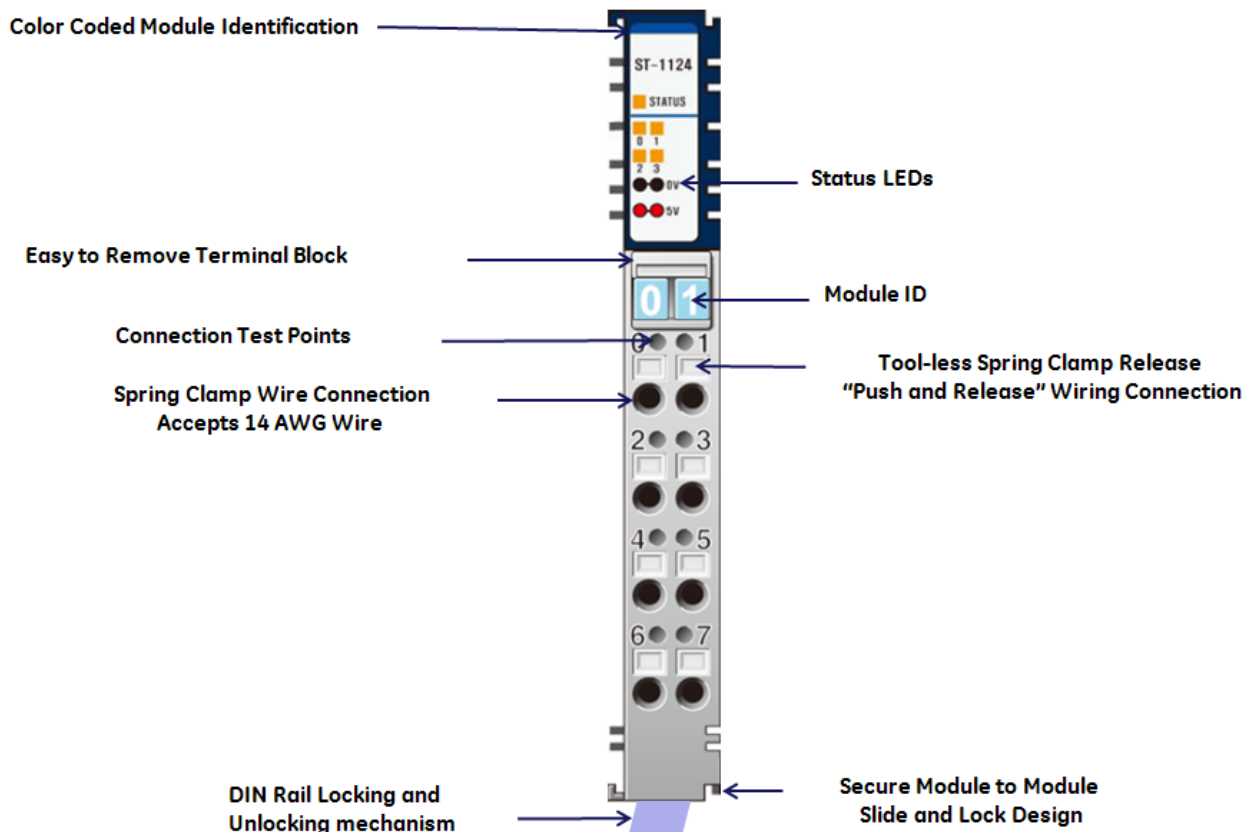 Color Coded Module Identification
ST-1124
STATUS
0 1
2 3
0V
5V
Status LEDs
Easy to Remove Terminal Block
0 1
Module ID
Connection Test Points
0 1
Tool-less Spring Clamp Release
“Push and Release” Wiring Connection
Spring Clamp Wire Connection
Accepts 14 AWG Wire
2 3
4 5
6 7
DIN Rail Locking and
Unlocking mechanism
Secure Module to Module
Slide and Lock Design